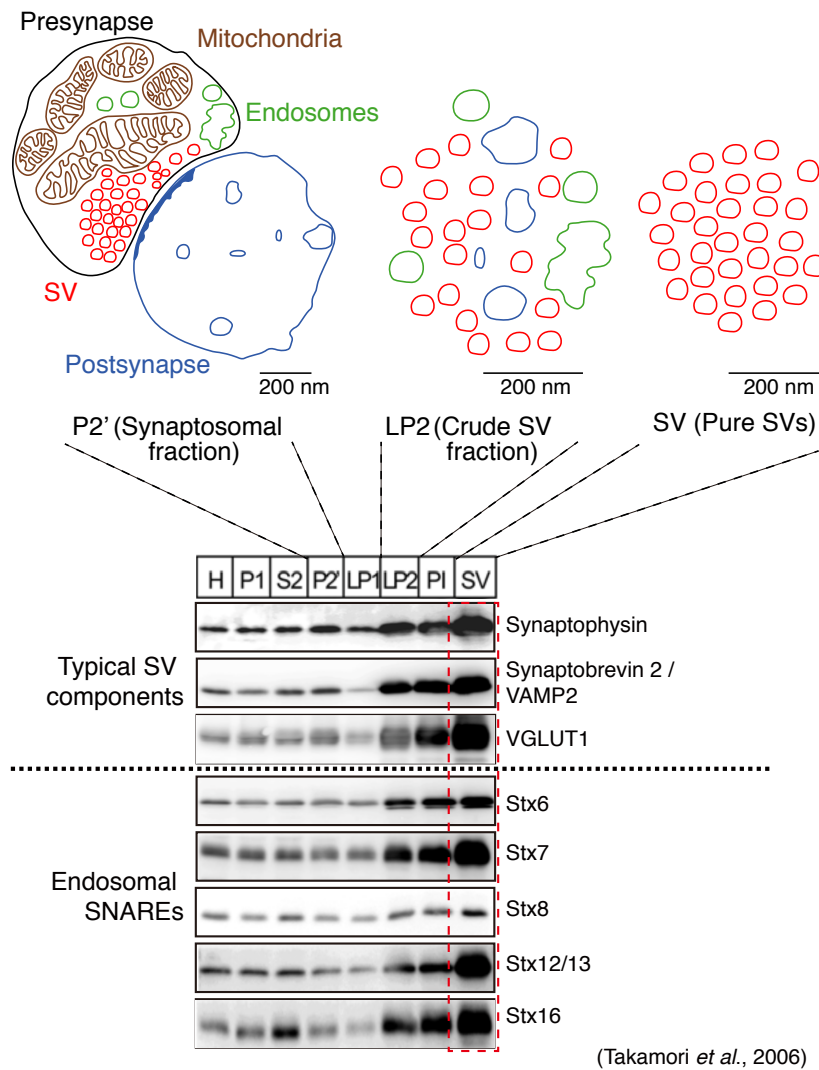 Presynapse
Mitochondria
Endosomes
SV
Postsynapse
200 nm
200 nm
200 nm
P2' (Synaptosomal
fraction)
LP2 (Crude SV
fraction)
SV (Pure SVs)
H P1 S2 P2' LP1 LP2 PI SV
Typical SV
components
Synaptophysin
Synaptobrevin 2 /
VAMP2
VGLUT1
Endosomal
SNAREs
Stx6
Stx7
Stx8
Stx12/13
Stx16
(Takamori et al., 2006)